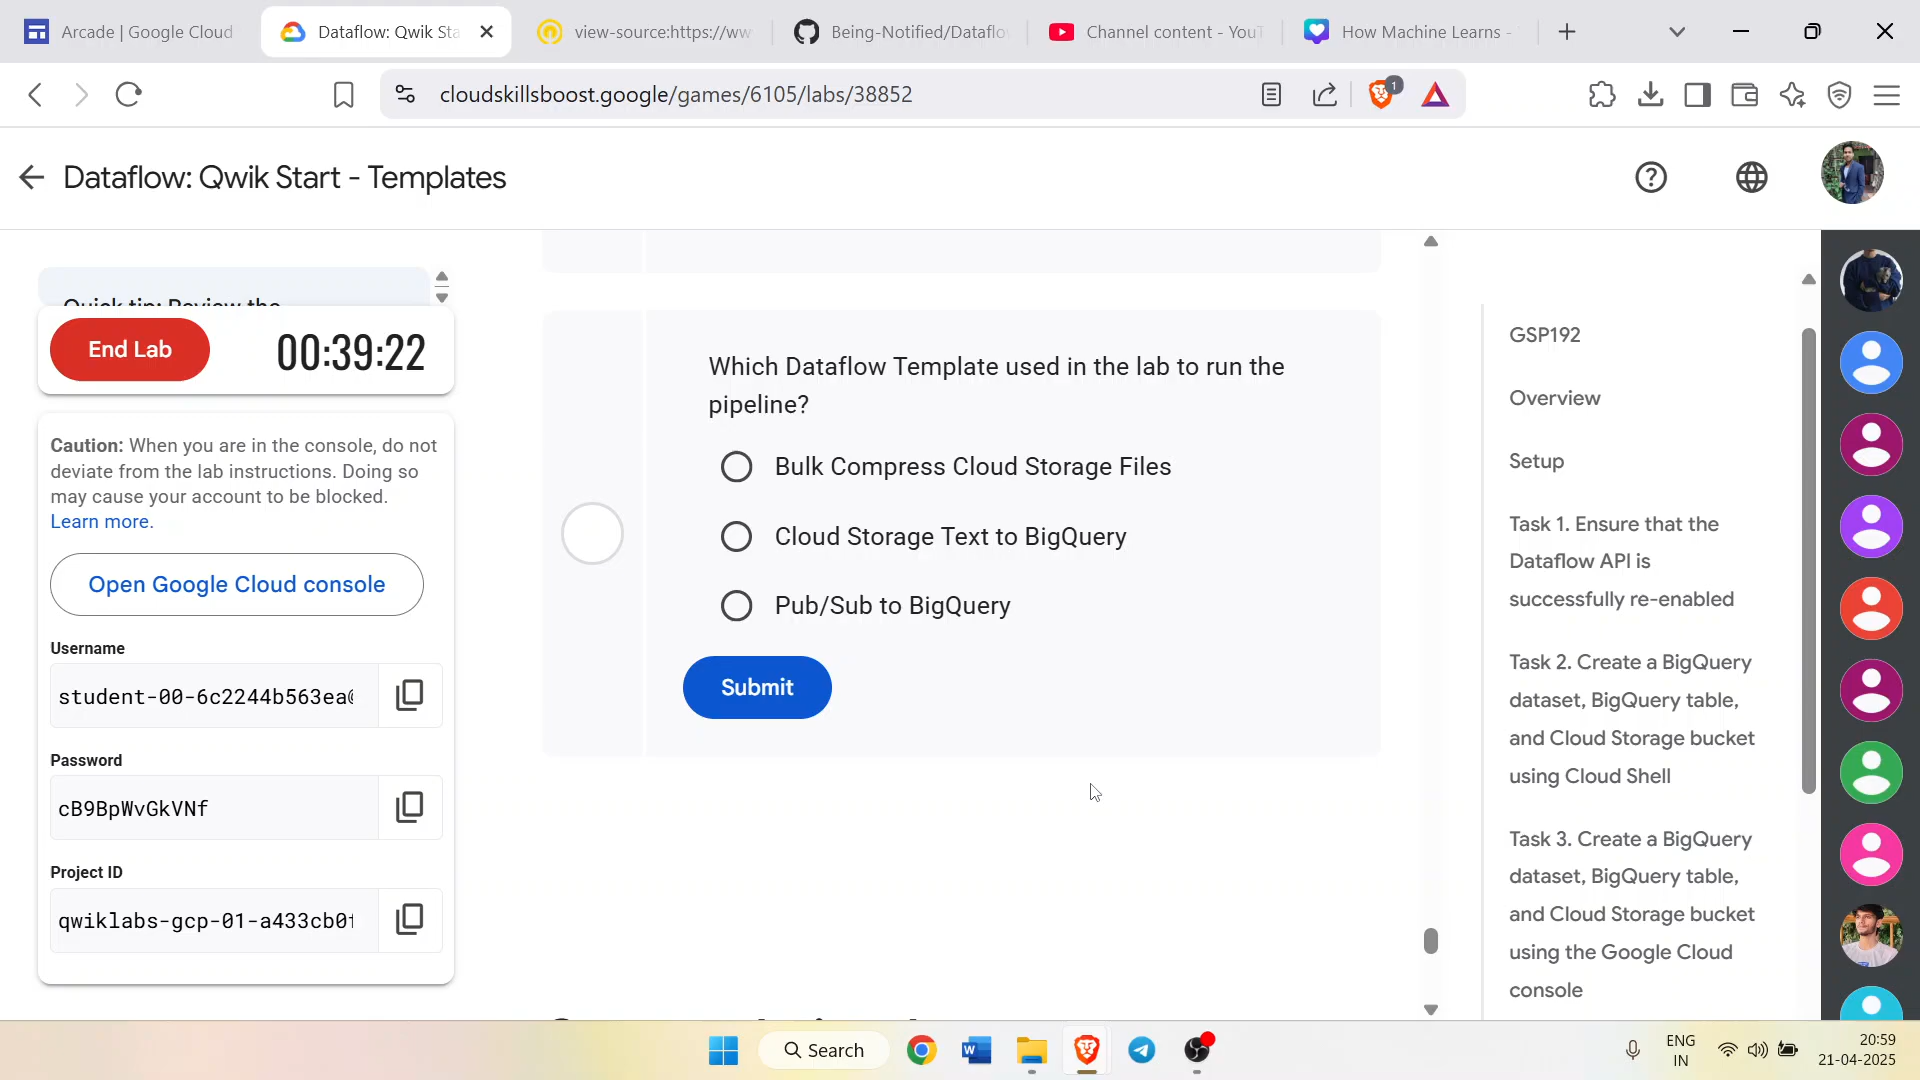 Arcade | Google Cloud
Dataflow: Qwik Sta
view-source:https://ww
Being-Notified/Dataflo
Channel content - YouT
How Machine Learns -
cloudskillsboost.google/games/6105/labs/38852
1
Dataflow: Qwik Start - Templates
Quick tip: Review the
End Lab
00:39:22
Caution: When you are in the console, do not
deviate from the lab instructions. Doing so
may cause your account to be blocked.
Learn more.
Open Google Cloud console
Username
student-00-6c2244b563ea@
Password
cB9BpWvGkVNf
Project ID
qwiklabs-gcp-01-a433cb0f
Which Dataflow Template used in the lab to run the
pipeline?
Bulk Compress Cloud Storage Files
Cloud Storage Text to BigQuery
Pub/Sub to BigQuery
Submit
GSP192
Overview
Setup
Task 1. Ensure that the
Dataflow API is
successfully re-enabled
Task 2. Create a BigQuery
dataset, BigQuery table,
and Cloud Storage bucket
using Cloud Shell
Task 3. Create a BigQuery
dataset, BigQuery table,
and Cloud Storage bucket
using the Google Cloud
console
Search
ENG
IN
20:59
21-04-2025